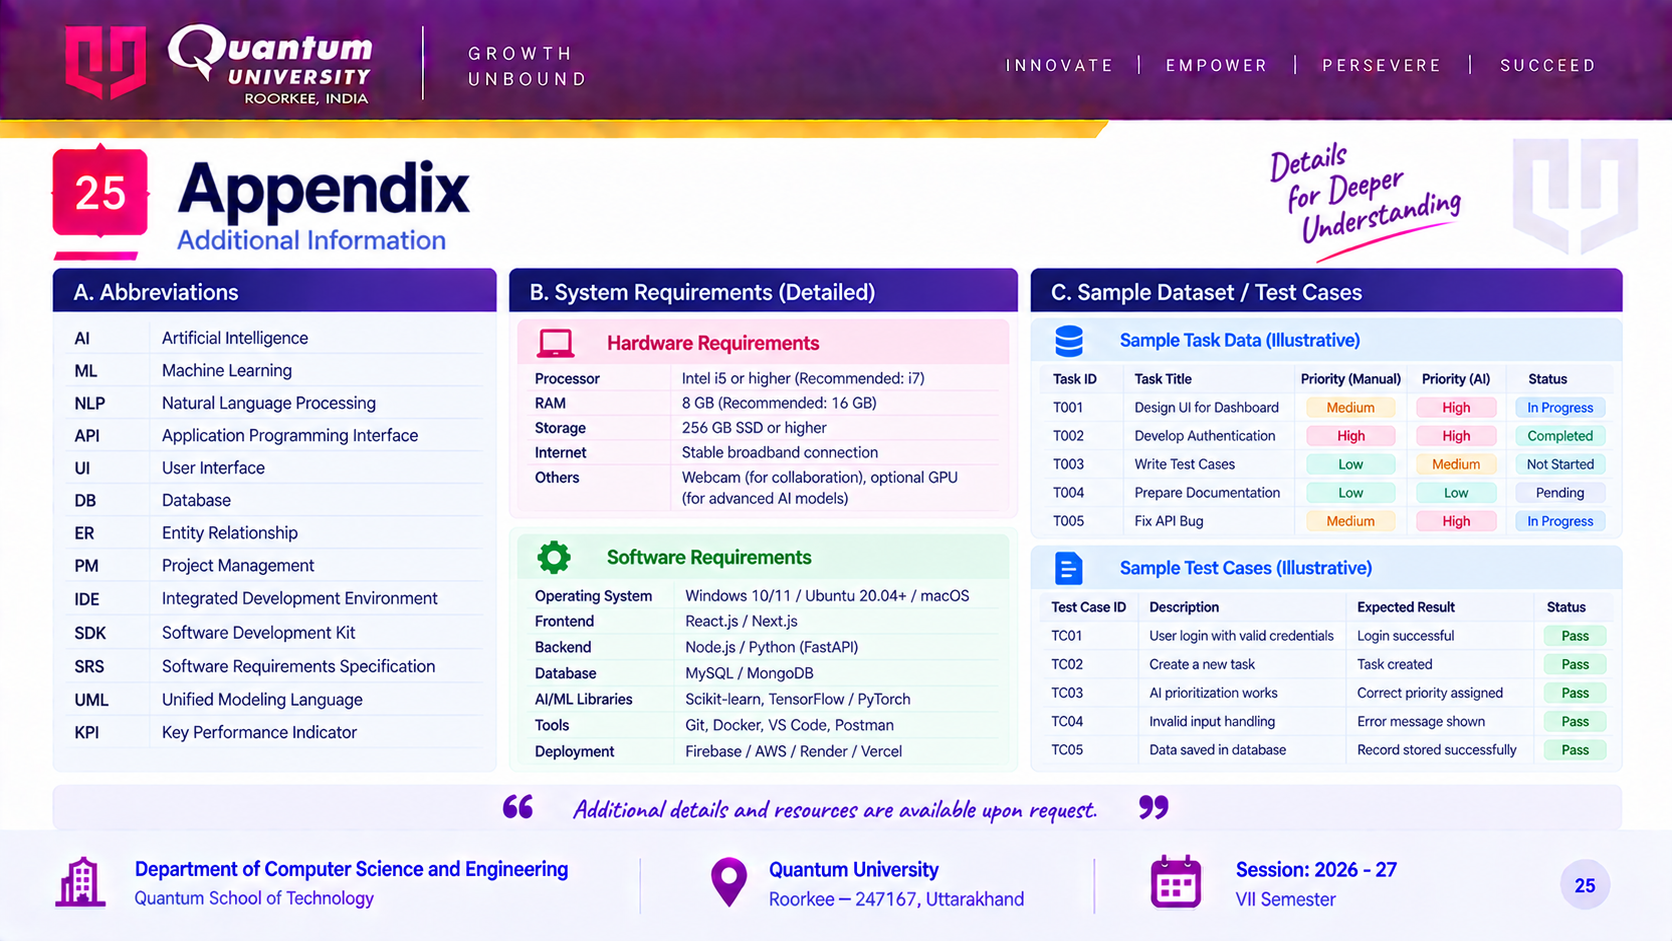 Quantum
UNIVERSITY
ROORKEE, INDIA
GROWTH
UNBOUND
INNOVATE | EMPOWER | PERSEVERE | SUCCEED
25
Appendix
Additional Information
Details
for Deeper
Understanding
A. Abbreviations
AI Artificial Intelligence
ML Machine Learning
NLP Natural Language Processing
API Application Programming Interface
UI User Interface
DB Database
ER Entity Relationship
PM Project Management
IDE Integrated Development Environment
SDK Software Development Kit
SRS Software Requirements Specification
UML Unified Modeling Language
KPI Key Performance Indicator
B. System Requirements (Detailed)
Hardware Requirements
Processor Intel i5 or higher (Recommended: i7)
RAM 8 GB (Recommended: 16 GB)
Storage 256 GB SSD or higher
Internet Stable broadband connection
Others Webcam (for collaboration), optional GPU
(for advanced AI models)
Software Requirements
Operating System Windows 10/11 / Ubuntu 20.04+ / macOS
Frontend React.js / Next.js
Backend Node.js / Python (FastAPI)
Database MySQL / MongoDB
AI/ML Libraries Scikit-learn, TensorFlow / PyTorch
Tools Git, Docker, VS Code, Postman
Deployment Firebase / AWS / Render / Vercel
C. Sample Dataset / Test Cases
Sample Task Data (Illustrative)
Task ID Task Title Priority (Manual) Priority (AI) Status
T001 Design UI for Dashboard Medium High In Progress
T002 Develop Authentication High High Completed
T003 Write Test Cases Low Medium Not Started
T004 Prepare Documentation Low Low Pending
T005 Fix API Bug Medium High In Progress
Sample Test Cases (Illustrative)
Test Case ID Description Expected Result Status
TC01 User login with valid credentials Login successful Pass
TC02 Create a new task Task created Pass
TC03 AI prioritization works Correct priority assigned Pass
TC04 Invalid input handling Error message shown Pass
TC05 Data saved in database Record stored successfully Pass
“ Additional details and resources are available upon request. ”
Department of Computer Science and Engineering
Quantum School of Technology
Quantum University
Roorkee – 247167, Uttarakhand
Session: 2026 - 27
VII Semester
25